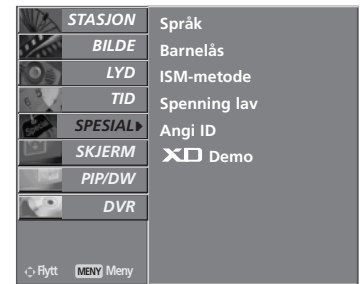 STASJON
BILDE
LYD
TID
SPESIAL
SKJERM
PIP/DW
DVR
Flytt MENY Meny
Språk
Barnelås
ISM-metode
Spenning lav
Angi ID
XD Demo